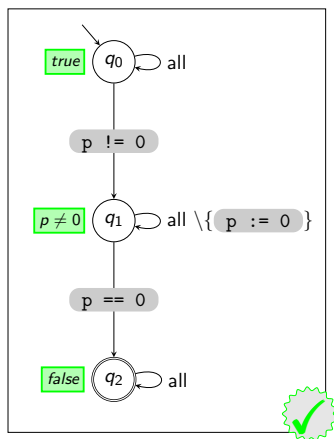 true q0 all
p != 0
p ≠ 0 q1 all \{ p := 0 }
p == 0
false q2 all